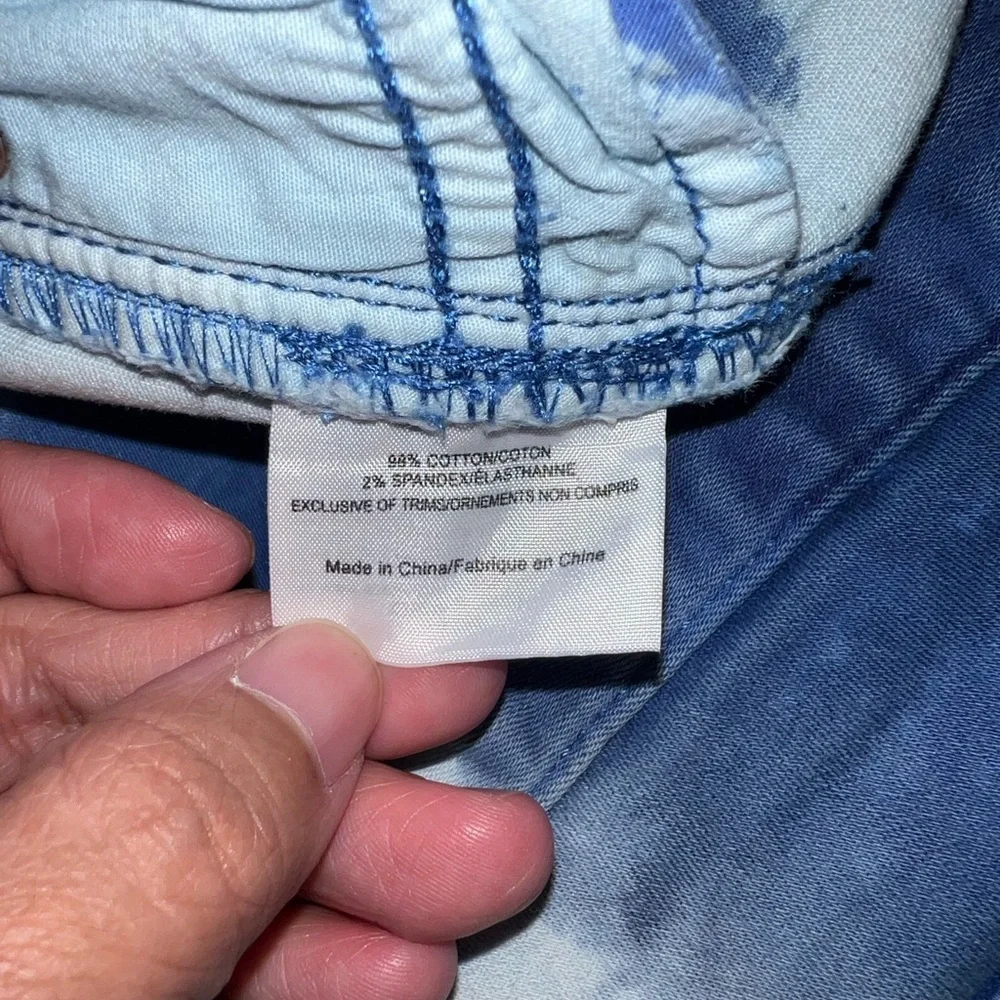 98% COTTON/COTON
2% SPANDEX/ÉLASTHANNE
EXCLUSIVE OF TRIMS/ORNEMENTS NON COMPRIS
Made in China/Fabrique en Chine